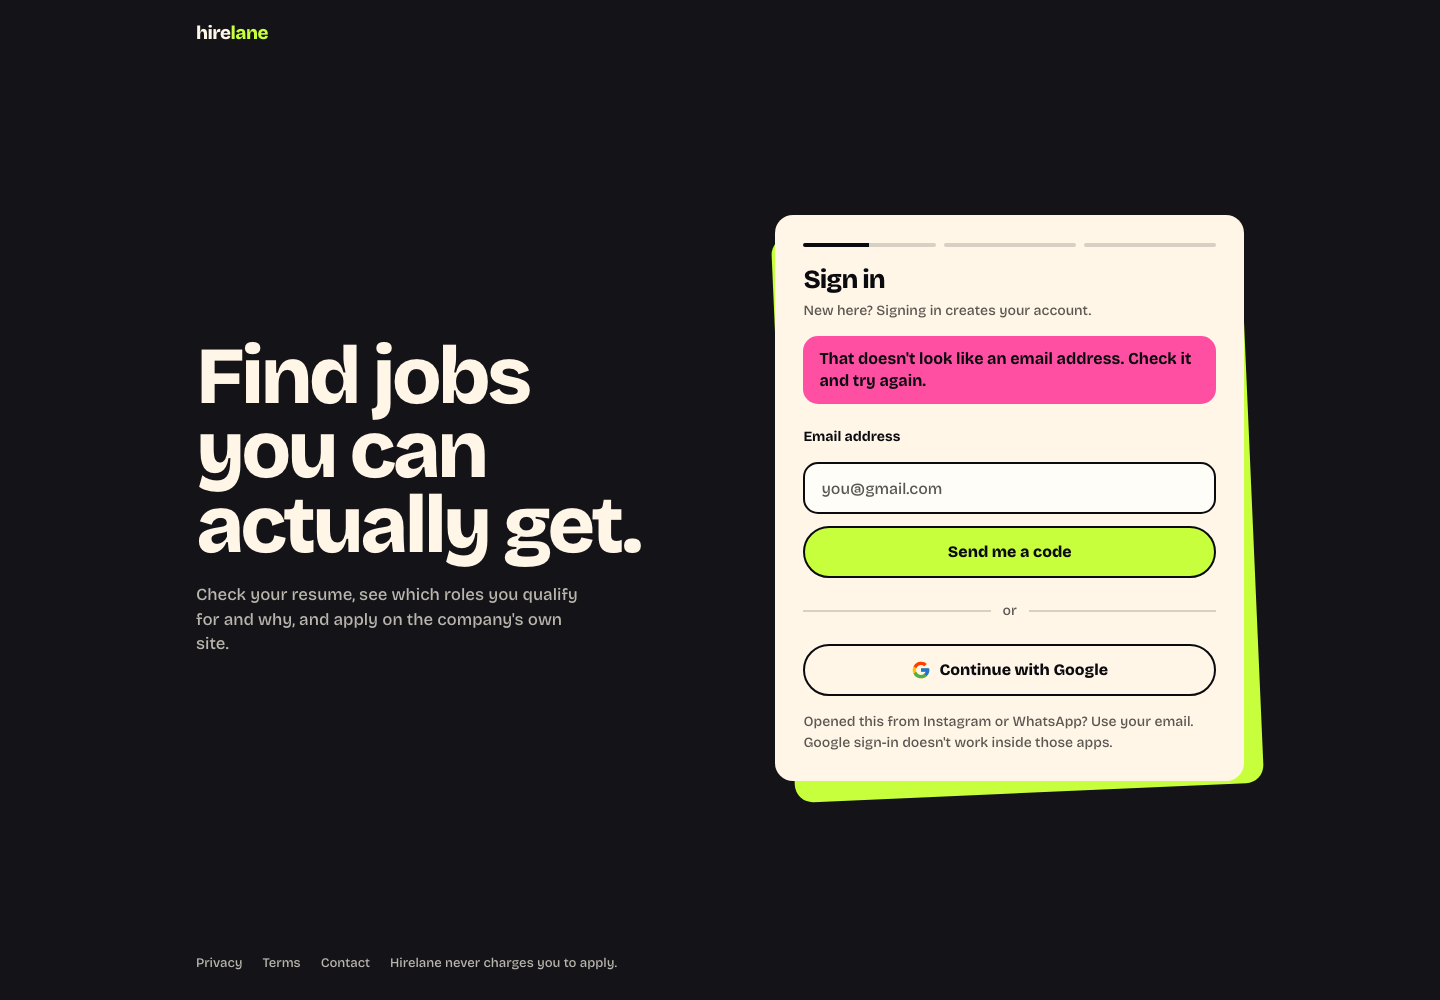 hirelane
Find jobs
you can
actually get.
Check your resume, see which roles you qualify
for and why, and apply on the company's own
site.
Sign in
New here? Signing in creates your account.
That doesn't look like an email address. Check it
and try again.
Email address
you@gmail.com
Send me a code
or
Continue with Google
Opened this from Instagram or WhatsApp? Use your email.
Google sign-in doesn't work inside those apps.
Privacy Terms Contact Hirelane never charges you to apply.